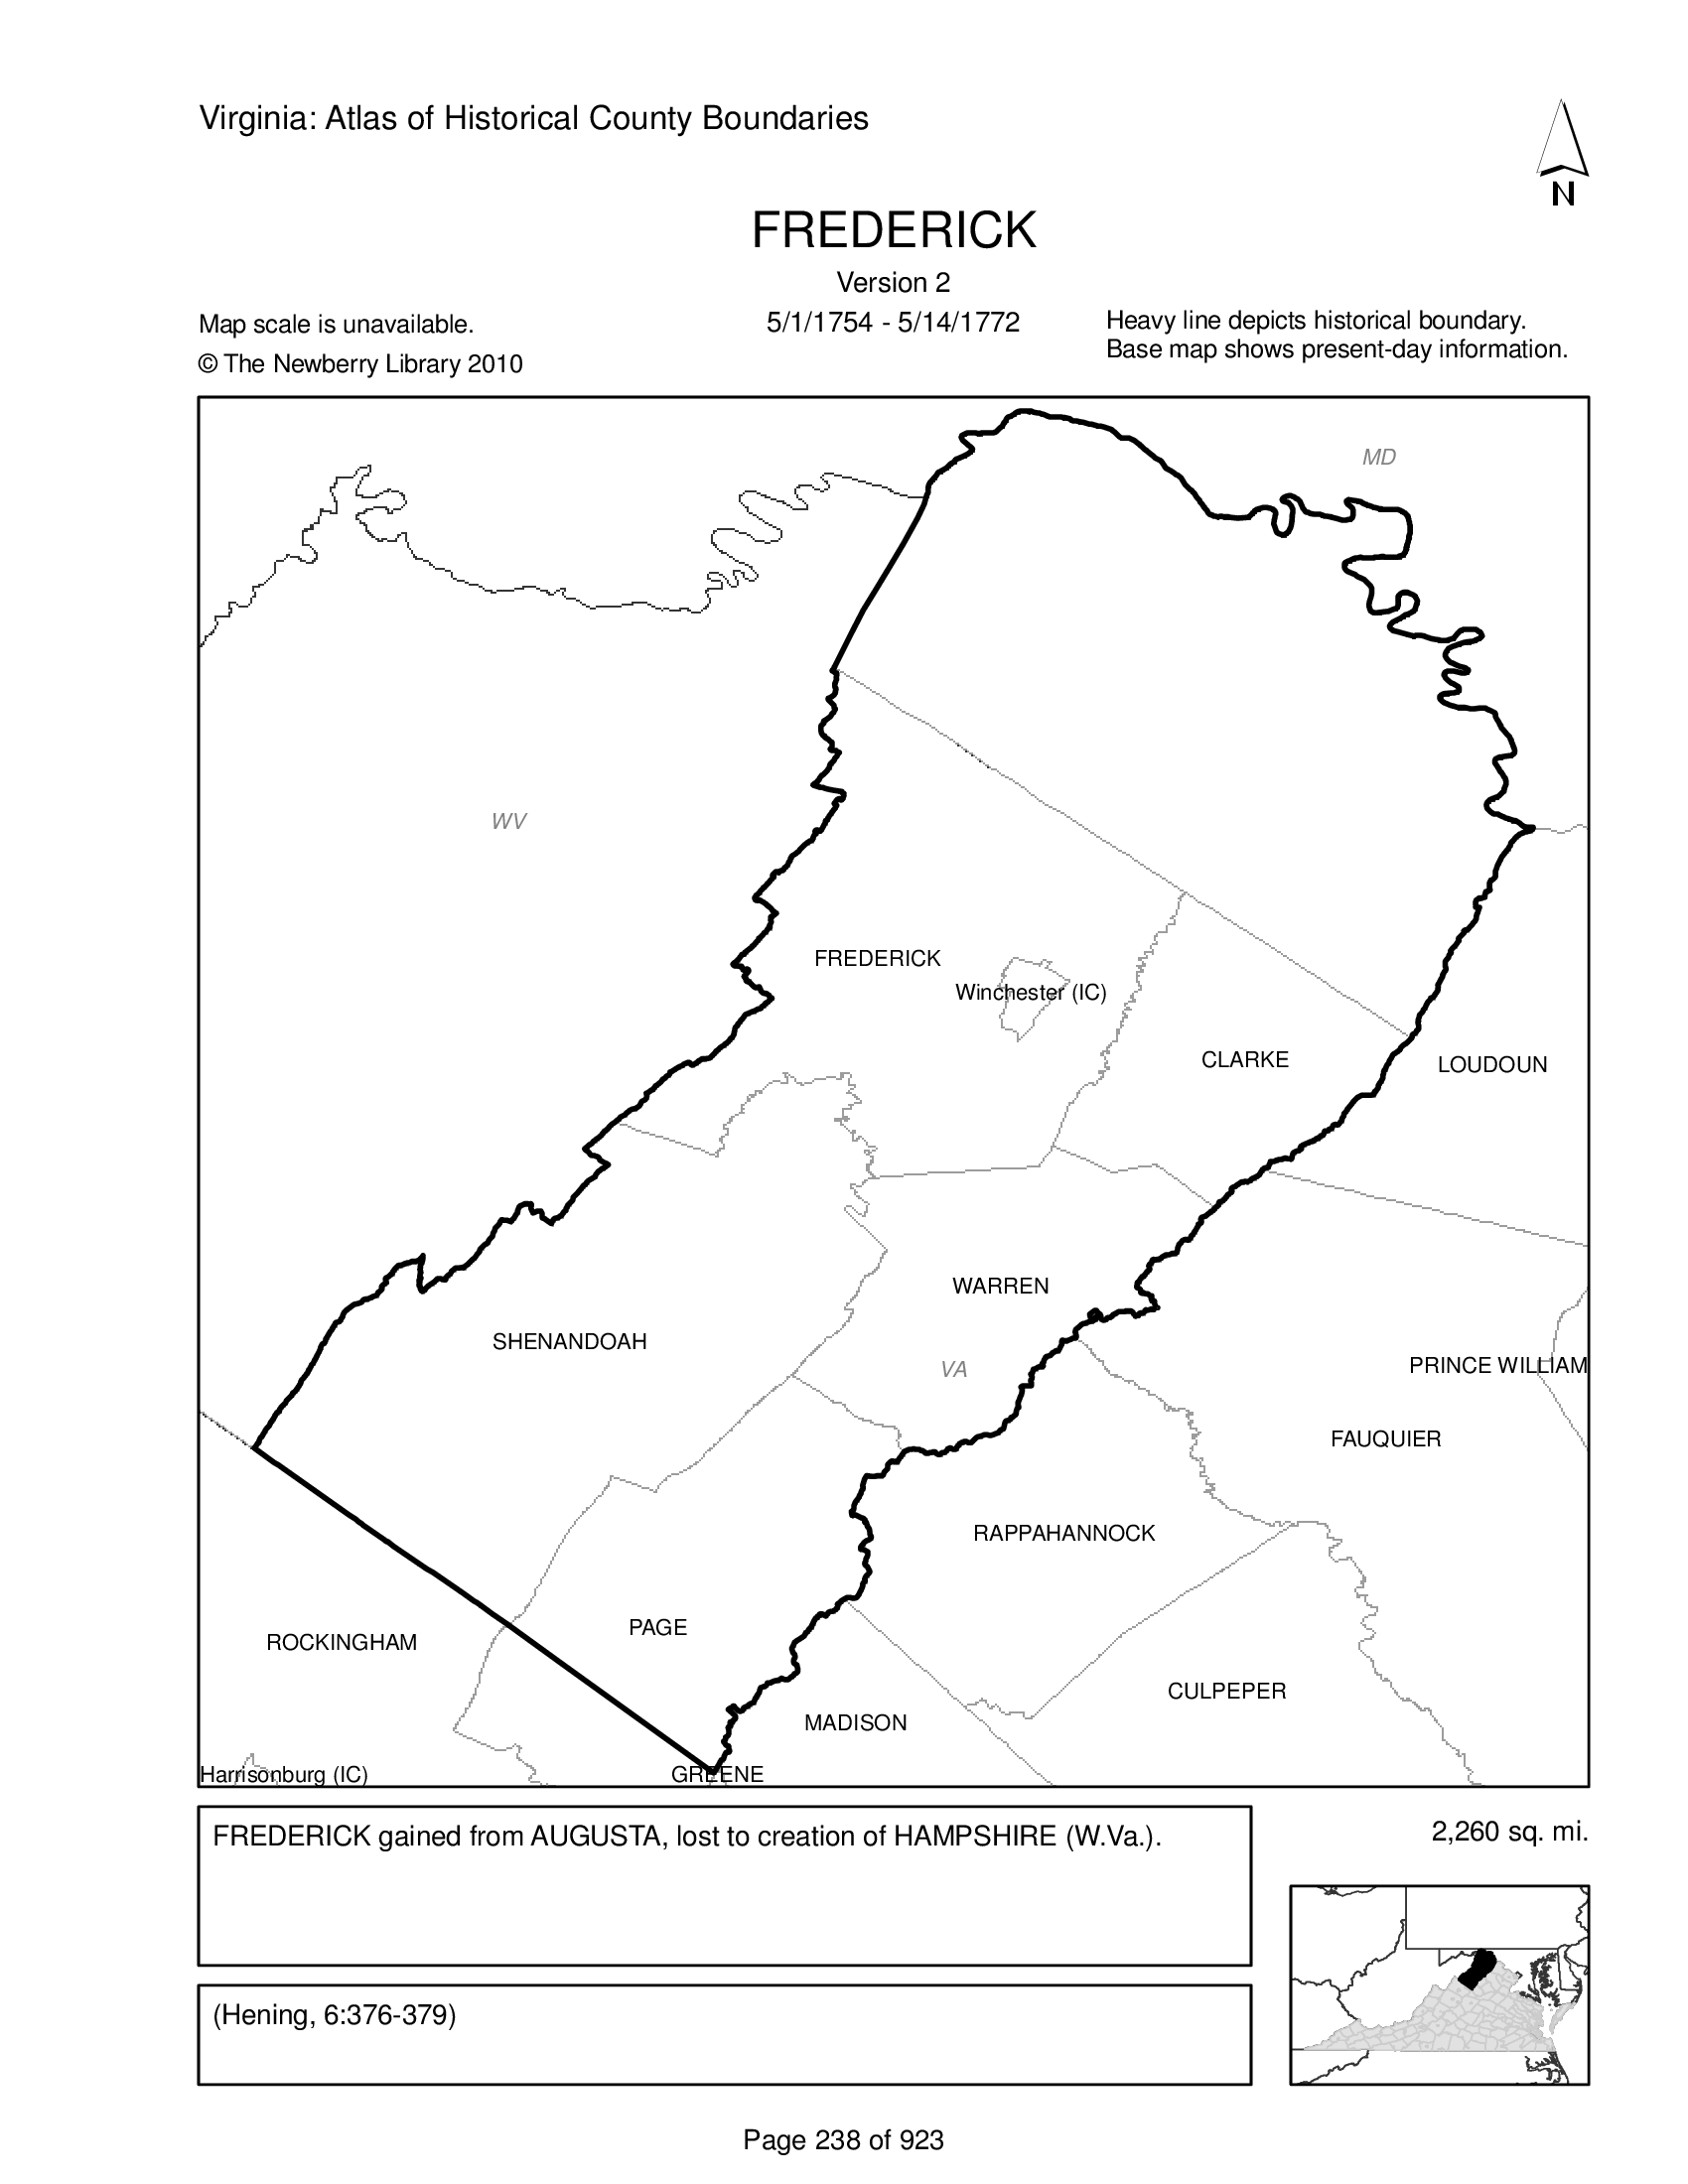 Virginia: Atlas of Historical County Boundaries
N
FREDERICK
Version 2
5/1/1754 - 5/14/1772
Map scale is unavailable.
© The Newberry Library 2010
Heavy line depicts historical boundary.
Base map shows present-day information.
MD
WV
FREDERICK
Winchester (IC)
CLARKE
LOUDOUN
WARREN
SHENANDOAH
VA
PRINCE WILLIAM
FAUQUIER
RAPPAHANNOCK
PAGE
ROCKINGHAM
CULPEPER
MADISON
Harrisonburg (IC)
GREENE
FREDERICK gained from AUGUSTA, lost to creation of HAMPSHIRE (W.Va.).
2,260 sq. mi.
(Hening, 6:376-379)
Page 238 of 923